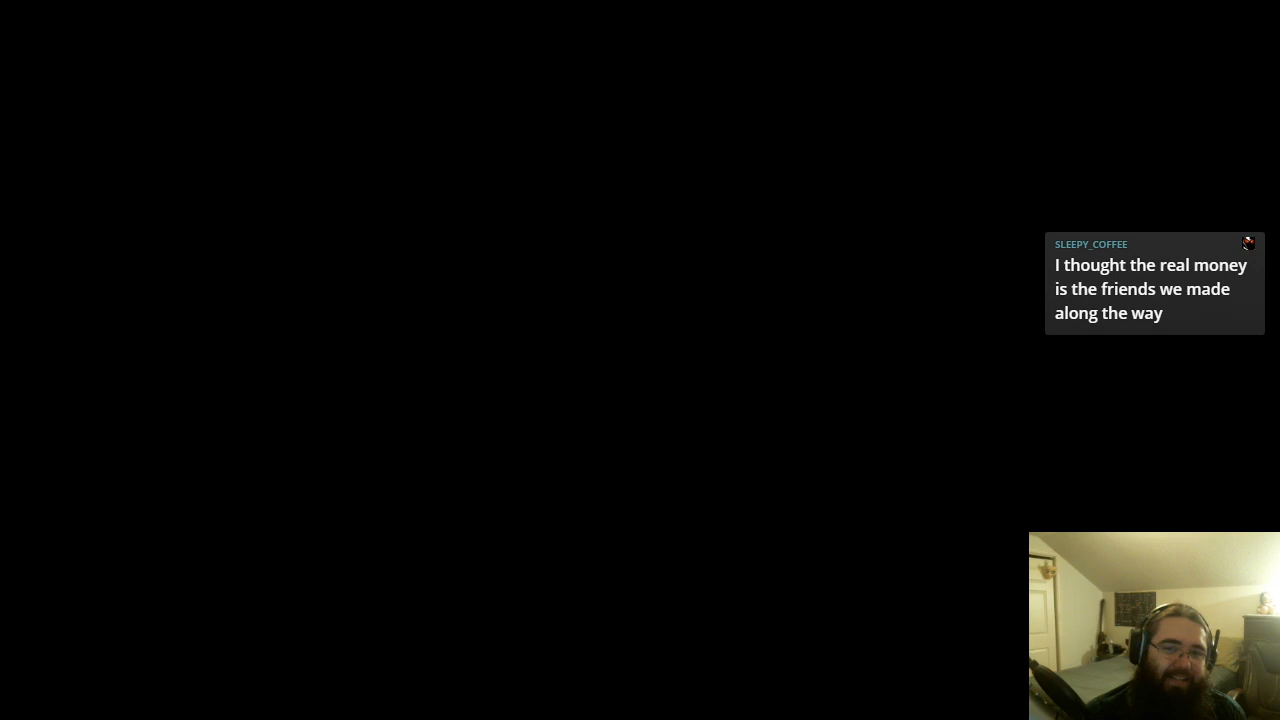 SLEEPY_COFFEE
I thought the real money
is the friends we made
along the way